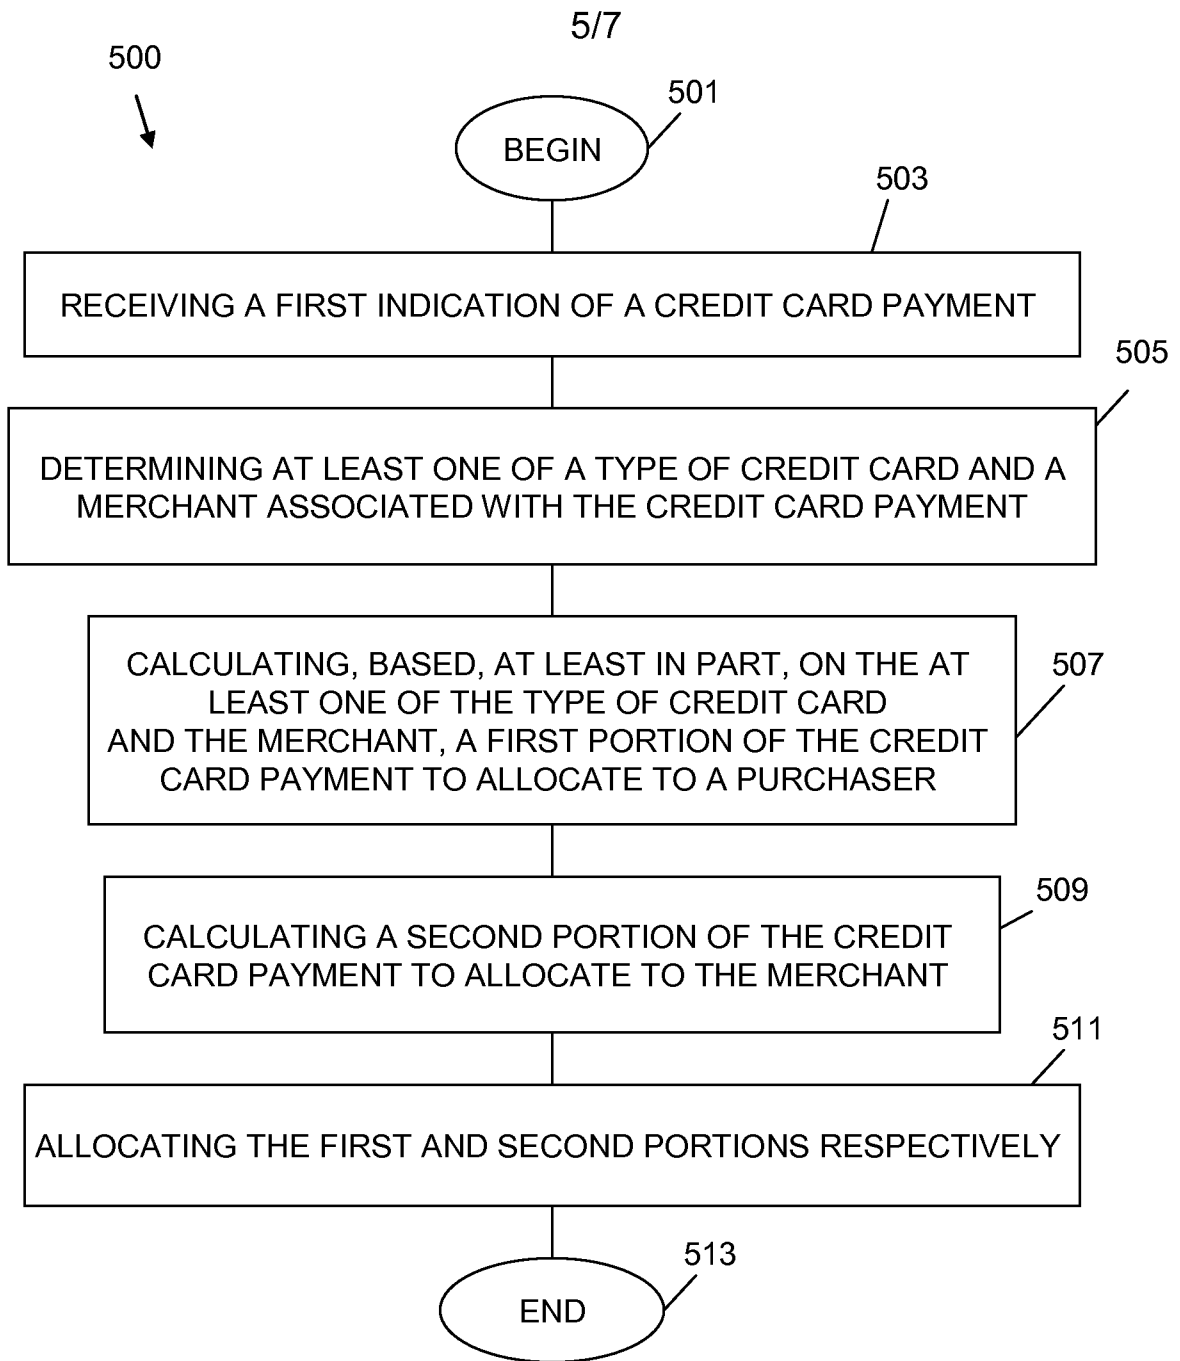 5/7
500
501
BEGIN
503
RECEIVING A FIRST INDICATION OF A CREDIT CARD PAYMENT
505
DETERMINING AT LEAST ONE OF A TYPE OF CREDIT CARD AND A
MERCHANT ASSOCIATED WITH THE CREDIT CARD PAYMENT
507
CALCULATING, BASED, AT LEAST IN PART, ON THE AT
LEAST ONE OF THE TYPE OF CREDIT CARD
AND THE MERCHANT, A FIRST PORTION OF THE CREDIT
CARD PAYMENT TO ALLOCATE TO A PURCHASER
509
CALCULATING A SECOND PORTION OF THE CREDIT
CARD PAYMENT TO ALLOCATE TO THE MERCHANT
511
ALLOCATING THE FIRST AND SECOND PORTIONS RESPECTIVELY
513
END